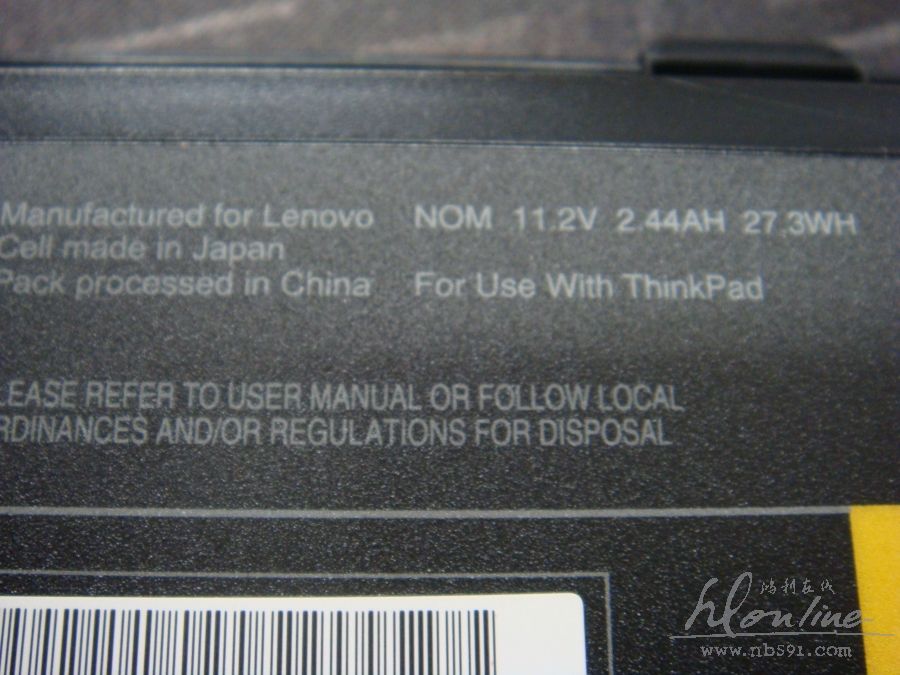 Manufactured for Lenovo NOM 11.2V 2.44AH 27.3WH
Cell made in Japan
Pack processed in China For Use With ThinkPad
LEASE REFER TO USER MANUAL OR FOLLOW LOCAL
RDINANCES AND/OR REGULATIONS FOR DISPOSAL
鸿利在线
hlonline
www.nb591.com